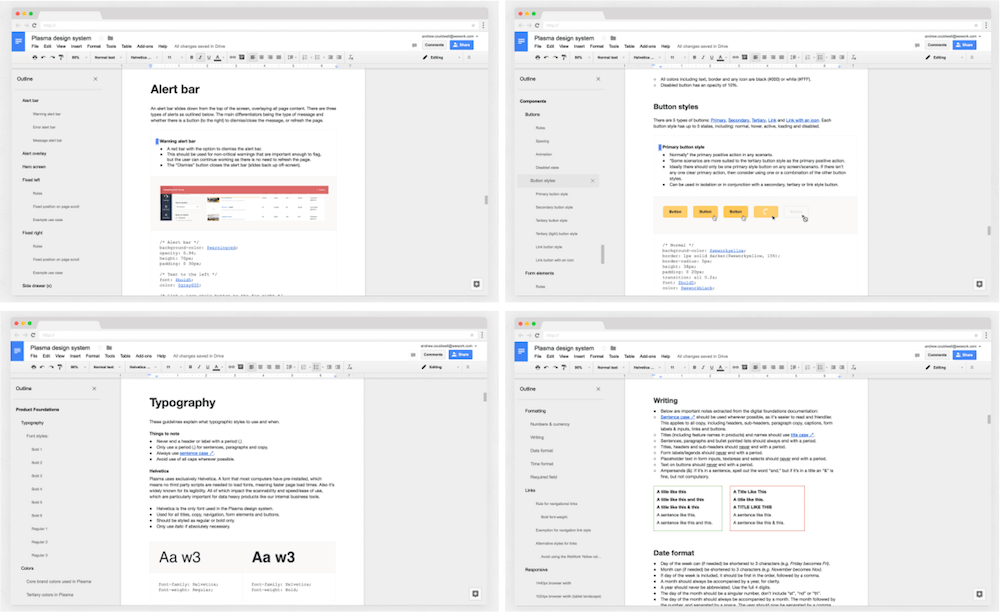 Plasma design system
andrew.couldwell@wework.com
File Edit View Insert Format Tools Table Add-ons Help All changes saved in Drive
Comments Share
90% Normal text Helvetica ... 11 Editing
Outline
Alert bar
Warning alert bar
Error alert bar
Message alert bar
Alert overlay
Hero screen
Fixed left
Rules
Fixed position on page scroll
Example use case
Fixed right
Rules
Fixed position on page scroll
Example use case
Side drawer (s)
Alert bar
An alert bar slides down from the top of the screen, overlaying all page content. There are three
types of alerts as outlined below. The main differentiators being the type of message and
whether there is a button (to the right) to dismiss/close the message, or refresh the page.
Warning alert bar
A red bar with the option to dismiss the alert bar.
This should be used for non-critical warnings that are important enough to flag,
but the user can continue working as there is no need to refresh the page.
The "Dismiss" button closes the alert bar (slides back up off-screen).
/* Alert bar */
opacity: 0.95;
height: 70px;
padding: 0 30px;
/* Text to the left */
Plasma design system
andrew.couldwell@wework.com
File Edit View Insert Format Tools Table Add-ons Help All changes saved in Drive
Comments Share
90% Normal text Helvetica ... 11 Editing
Outline
Components
Buttons
Rules
Spacing
Animation
Disabled state
Button styles
Primary button style
Secondary button style
Tertiary button style
Tertiary (light) button style
Link button style
Link button with an icon
Form elements
Rules
All colors including text, border and any icon are black (#000) or white (#FFF).
Disabled button has an opacity of 10%.
Button styles
There are 5 types of buttons: Primary, Secondary, Tertiary, Link and Link with an icon. Each
button style has up to 5 states, including: normal, hover, active, loading and disabled.
Primary button style
Normally* the primary positive action in any scenario.
*Some scenarios are more suited to the tertiary button style as the primary positive action.
Ideally there should only be one primary style button on any screen/scenario. If there isn't
any one clear primary action, then consider using one or a combination of the other button
styles.
Can be used in isolation or in conjunction with a secondary, tertiary or link style button.
Button Button Button
/* Normal */
background-color: $weworkyellow;
border: 1px solid darken($weworkyellow, 15%);
border-radius: 5px;
height: 38px;
padding: 0 20px;
transition: all 0.2s;
font: $bold2;
color: $weworkblack;
Plasma design system
andrew.couldwell@wework.com
File Edit View Insert Format Tools Table Add-ons Help All changes saved in Drive
Comments Share
90% Normal text Helvetica ... 11 Editing
Outline
Product Foundations
Typography
Font styles:
Bold 1
Bold 2
Bold 3
Bold 4
Bold 5
Bold 6
Regular 1
Regular 2
Regular 3
Colors
Core brand colors used in Plasma
Tertiary colors in Plasma
Typography
These guidelines explain what typographic styles to use and when.
Things to note
Never end a header or label with a period (.)
Only use a period (.) for sentences, paragraphs and copy.
Always use sentence case
Avoid use of all caps wherever possible.
Helvetica
Plasma uses exclusively Helvetica. A font that most computers have pre-installed, which
means no third party scripts are needed to load fonts, meaning faster page load times. Also it's
widely known for its legibility. All of which impact the scannability and speed/ease of use,
which are particularly important for data heavy products like our internal business tools.
Helvetica is the only font used in the Plasma design system.
Used for all titles, copy, navigation, form elements and buttons.
Should be styled as regular or bold only.
Only use italic if absolutely necessary.
Aa w3 Aa w3
font-family: Helvetica; font-family: Helvetica;
font-weight: Regular; font-weight: Bold;
Plasma design system
andrew.couldwell@wework.com
File Edit View Insert Format Tools Table Add-ons Help All changes saved in Drive
Comments Share
90% Normal text Helvetica ... 11 Editing
Outline
Formatting
Numbers & currency
Writing
Date format
Time format
Required field
Links
Rule for navigational links
Bold font-weight
Exemption for navigation link style
Alternative styles for links
Avoid using the WeWork Yellow col...
Responsive
1440px browser width
1024px browser width (tablet landscape)
Writing
Below are important notes extracted from the digital foundations documentation:
Sentence case should be used wherever possible, as it's easier to read and friendlier.
This applies to all copy, including headers, sub-headers, paragraph copy, captions, form
labels & inputs, links and buttons.
Titles (including feature names in products) and names should use title case
Sentences, paragraphs and bullet pointed lists should always end with a period.
Titles, headers and sub-headers should never end with a period.
Form labels/legends should never end with a period.
Placeholder text in form inputs, textareas and selects should never end with a period.
Text on buttons should never end with a period.
Ampersands (&): If it's in a sentence, spell out the word "and," but if it's in a title an "&" is
fine, but not compulsory.
A title like this A Title Like This
A title like this and this A title like this.
A title like this & this A TITLE LIKE THIS
A sentence like this. A sentence like this
A sentence like this and this. A sentence like this & this.
Date format
Day of the week can (if needed) be shortened to 3 characters (e.g. Friday becomes Fri).
Month can (if needed) be shortened to 3 characters (e.g. November becomes Nov).
If day of the week is included, it should be first in the order, followed by a comma.
A month should always be accompanied by a year, for clarity.
A year should never be abbreviated. Use the full 4 digits.
The day of the month should be a singular number, don't include "st", "nd" or "th".
The day of the month should always be accompanied by a month. The month followed